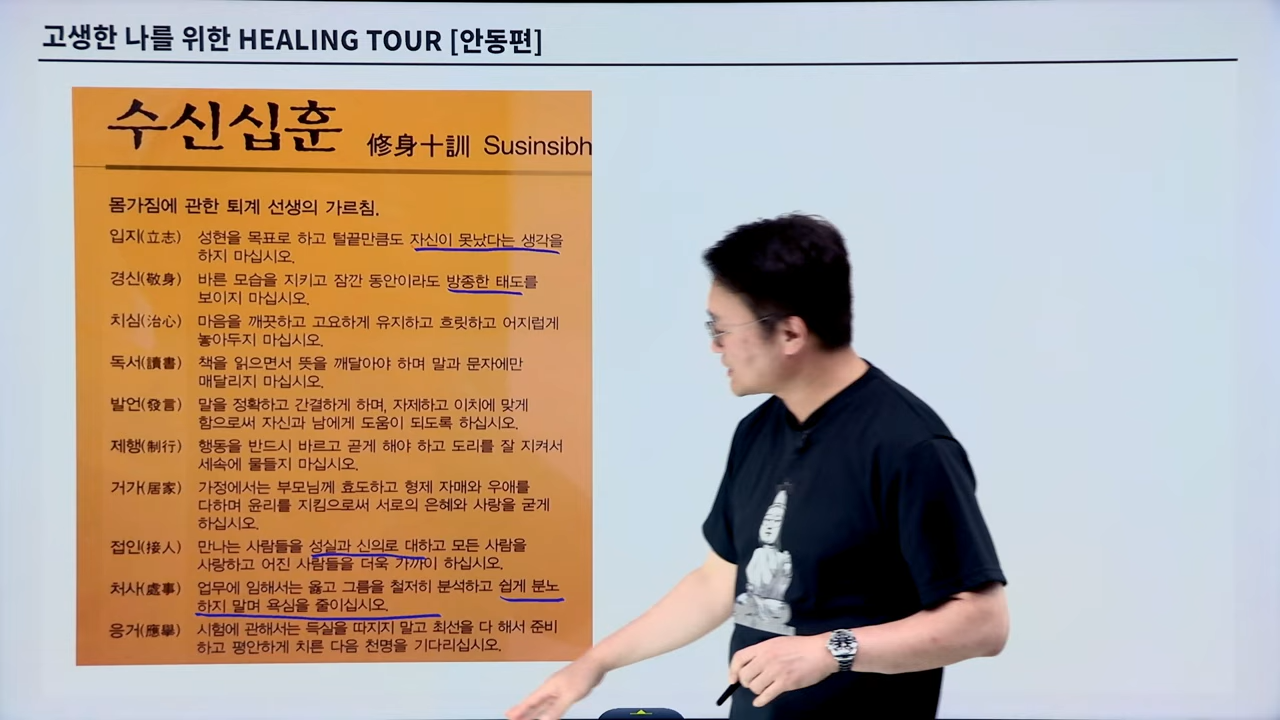 고생한 나를 위한 HEALING TOUR [안동편]
수신십훈 修身十訓 Susinsibh
몸가짐에 관한 퇴계 선생의 가르침.
입지(立志) 성현을 목표로 하고 털끝만큼도 자신이 못났다는 생각을
하지 마십시오.
경신(敬身) 바른 모습을 지키고 잠깐 동안이라도 방종한 태도를
보이지 마십시오.
치심(治心) 마음을 깨끗하고 고요하게 유지하고 흐릿하고 어지럽게
놓아두지 마십시오.
독서(讀書) 책을 읽으면서 뜻을 깨달아야 하며 말과 문자에만
매달리지 마십시오.
발언(發言) 말을 정확하고 간결하게 하며, 자제하고 이치에 맞게
함으로써 자신과 남에게 도움이 되도록 하십시오.
제행(制行) 행동을 반드시 바르고 곧게 해야 하고 도리를 잘 지켜서
세속에 물들지 마십시오.
거가(居家) 가정에서는 부모님께 효도하고 형제 자매와 우애를
다하며 윤리를 지킴으로써 서로의 은혜와 사랑을 굳게
하십시오.
접인(接人) 만나는 사람들을 성실과 신의로 대하고 모든 사람을
사랑하고 어진 사람들을 더욱 가까이 하십시오.
처사(處事) 업무에 임해서는 옳고 그름을 철저히 분석하고 쉽게 분노
하지 말며 욕심을 줄이십시오.
응거(應擧) 시험에 관해서는 득실을 따지지 말고 최선을 다 해서 준비
하고 평안하게 치른 다음 천명을 기다리십시오.